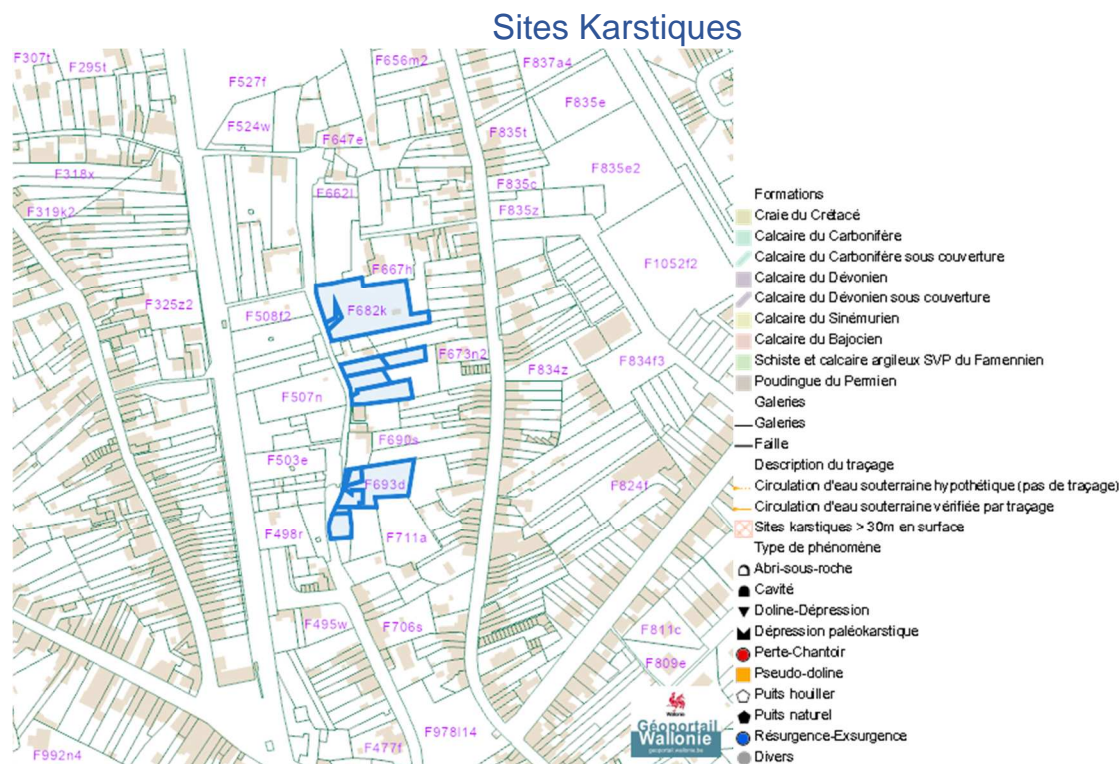 Sites Karstiques
F307t
F295t
F527f
F656m2
F837a4
F835e
F524w
F647e
F835t
F318x
F662l
F835c
F835e2
F319k2
F835z
F667h
F1052f2
F325z2
F508f2
F682k
F673n2
F834z
F834f3
F507n
F690s
F503e
F693d
F824f
F498r
F711a
F495w
F706s
F811c
F809e
F978l14
F477f
F992n4
Formations
Craie du Crétacé
Calcaire du Carbonifère
Calcaire du Carbonifère sous couverture
Calcaire du Dévonien
Calcaire du Dévonien sous couverture
Calcaire du Sinémurien
Calcaire du Bajocien
Schiste et calcaire argileux SVP du Famennien
Poudingue du Permien
Galeries
Galeries
Faille
Description du traçage
Circulation d'eau souterraine hypothétique (pas de traçage)
Circulation d'eau souterraine vérifiée par traçage
Sites karstiques > 30m en surface
Type de phénomène
Abri-sous-roche
Cavité
Doline-Dépression
Dépression paléokarstique
Perte-Chantoir
Pseudo-doline
Puits houiller
Puits naturel
Résurgence-Exsurgence
Divers
Wallonie
Géoportail
Wallonie
geoportail.wallonie.be